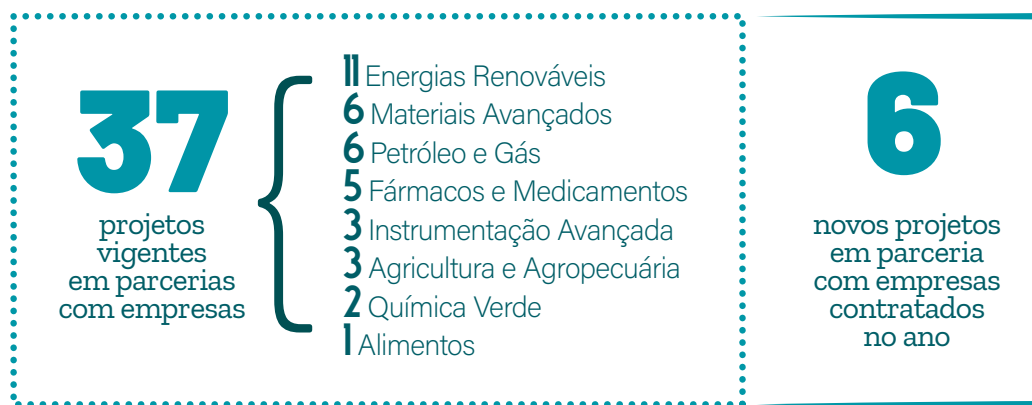 37
projetos
vigentes
em parcerias
com empresas
11 Energias Renováveis
6 Materiais Avançados
6 Petróleo e Gás
5 Fármacos e Medicamentos
3 Instrumentação Avançada
3 Agricultura e Agropecuária
2 Química Verde
1 Alimentos
6
novos projetos
em parceria
com empresas
contratados
no ano